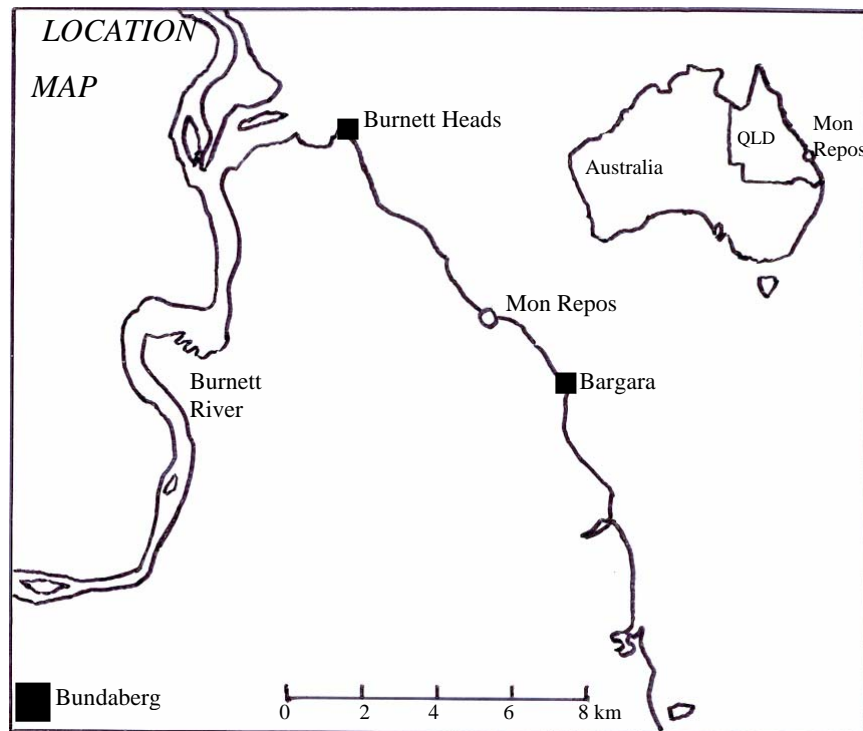 LOCATION
MAP
Burnett Heads
Mon
Repos
QLD
Australia
Mon Repos
Bargara
Burnett
River
Bundaberg
0 2 4 6 8 km